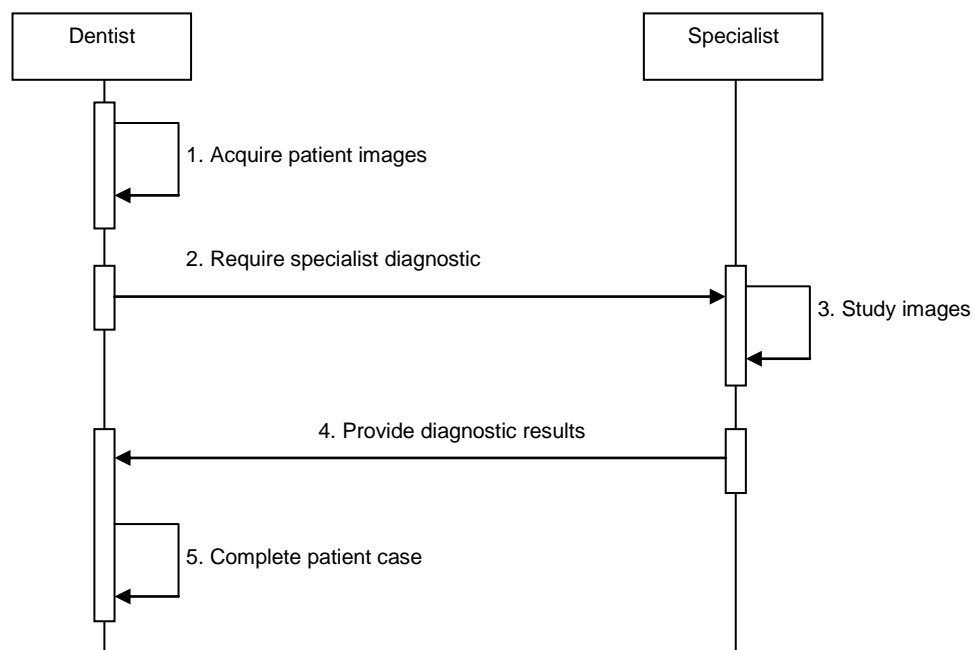 Dentist
Specialist
1. Acquire patient images
2. Require specialist diagnostic
3. Study images
4. Provide diagnostic results
5. Complete patient case